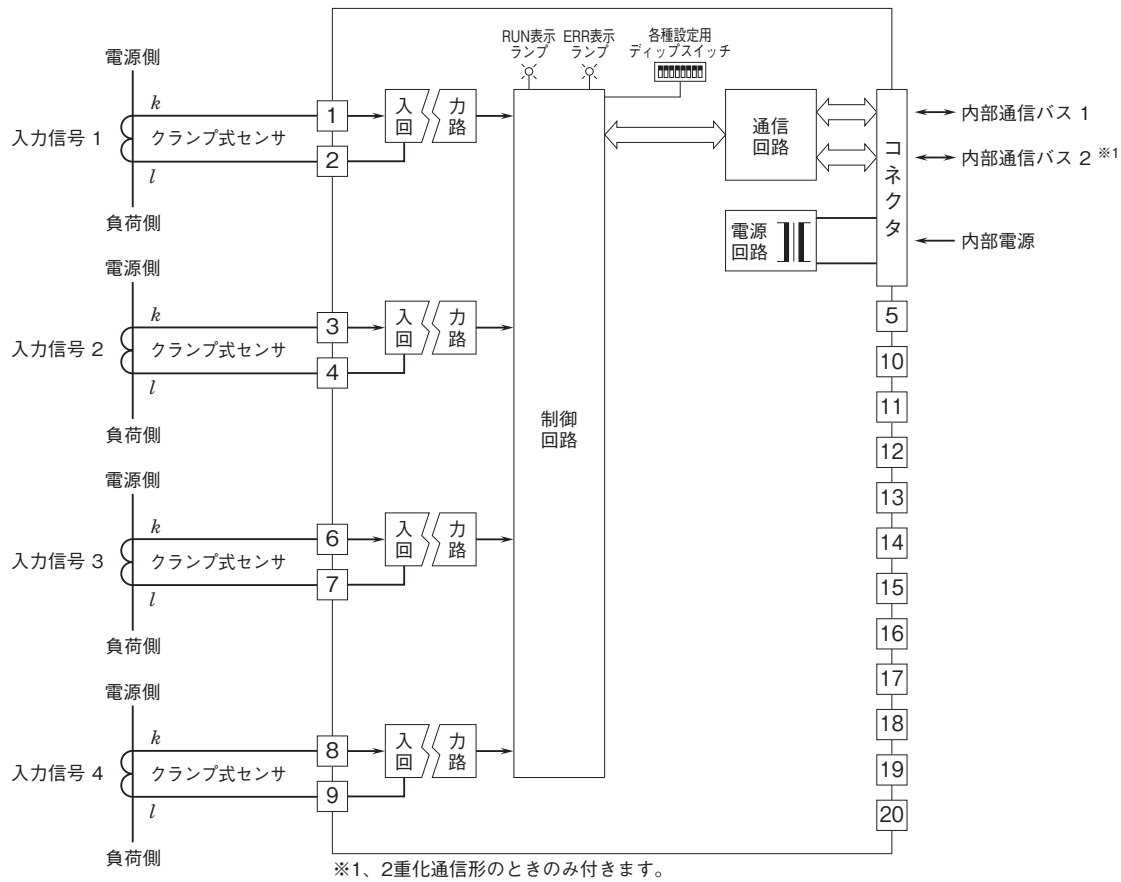 RUN表示
ランプ
ERR表示
ランプ
各種設定用
ディップスイッチ
電源側
k
入力信号 1
クランプ式センサ
l
負荷側
1
2
入力
回路
電源側
k
入力信号 2
クランプ式センサ
l
負荷側
3
4
入力
回路
電源側
k
入力信号 3
クランプ式センサ
l
負荷側
6
7
入力
回路
電源側
k
入力信号 4
クランプ式センサ
l
負荷側
8
9
入力
回路
制御
回路
通信
回路
電源
回路
コネクタ
内部通信バス 1
内部通信バス 2 ※1
内部電源
5
10
11
12
13
14
15
16
17
18
19
20
※1、2重化通信形のときのみ付きます。